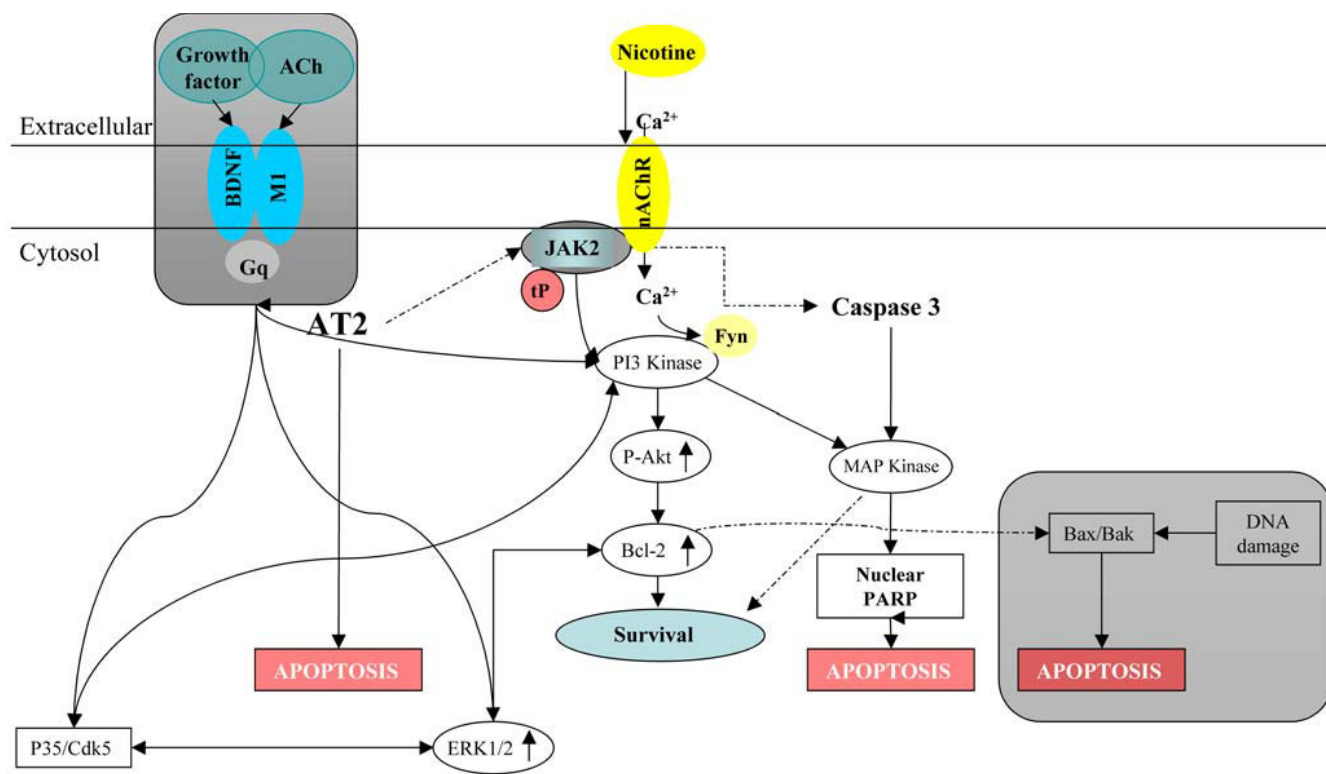 Growth
factor
ACh
Nicotine
Ca²⁺
Extracellular
BDNF
M1
nAChR
Cytosol
Gq
JAK2
tP
Ca²⁺
AT2
Fyn
Caspase 3
PI3 Kinase
P-Akt
MAP Kinase
Bcl-2
Bax/Bak
DNA
damage
Nuclear
PARP
Survival
APOPTOSIS
APOPTOSIS
APOPTOSIS
P35/Cdk5
ERK1/2